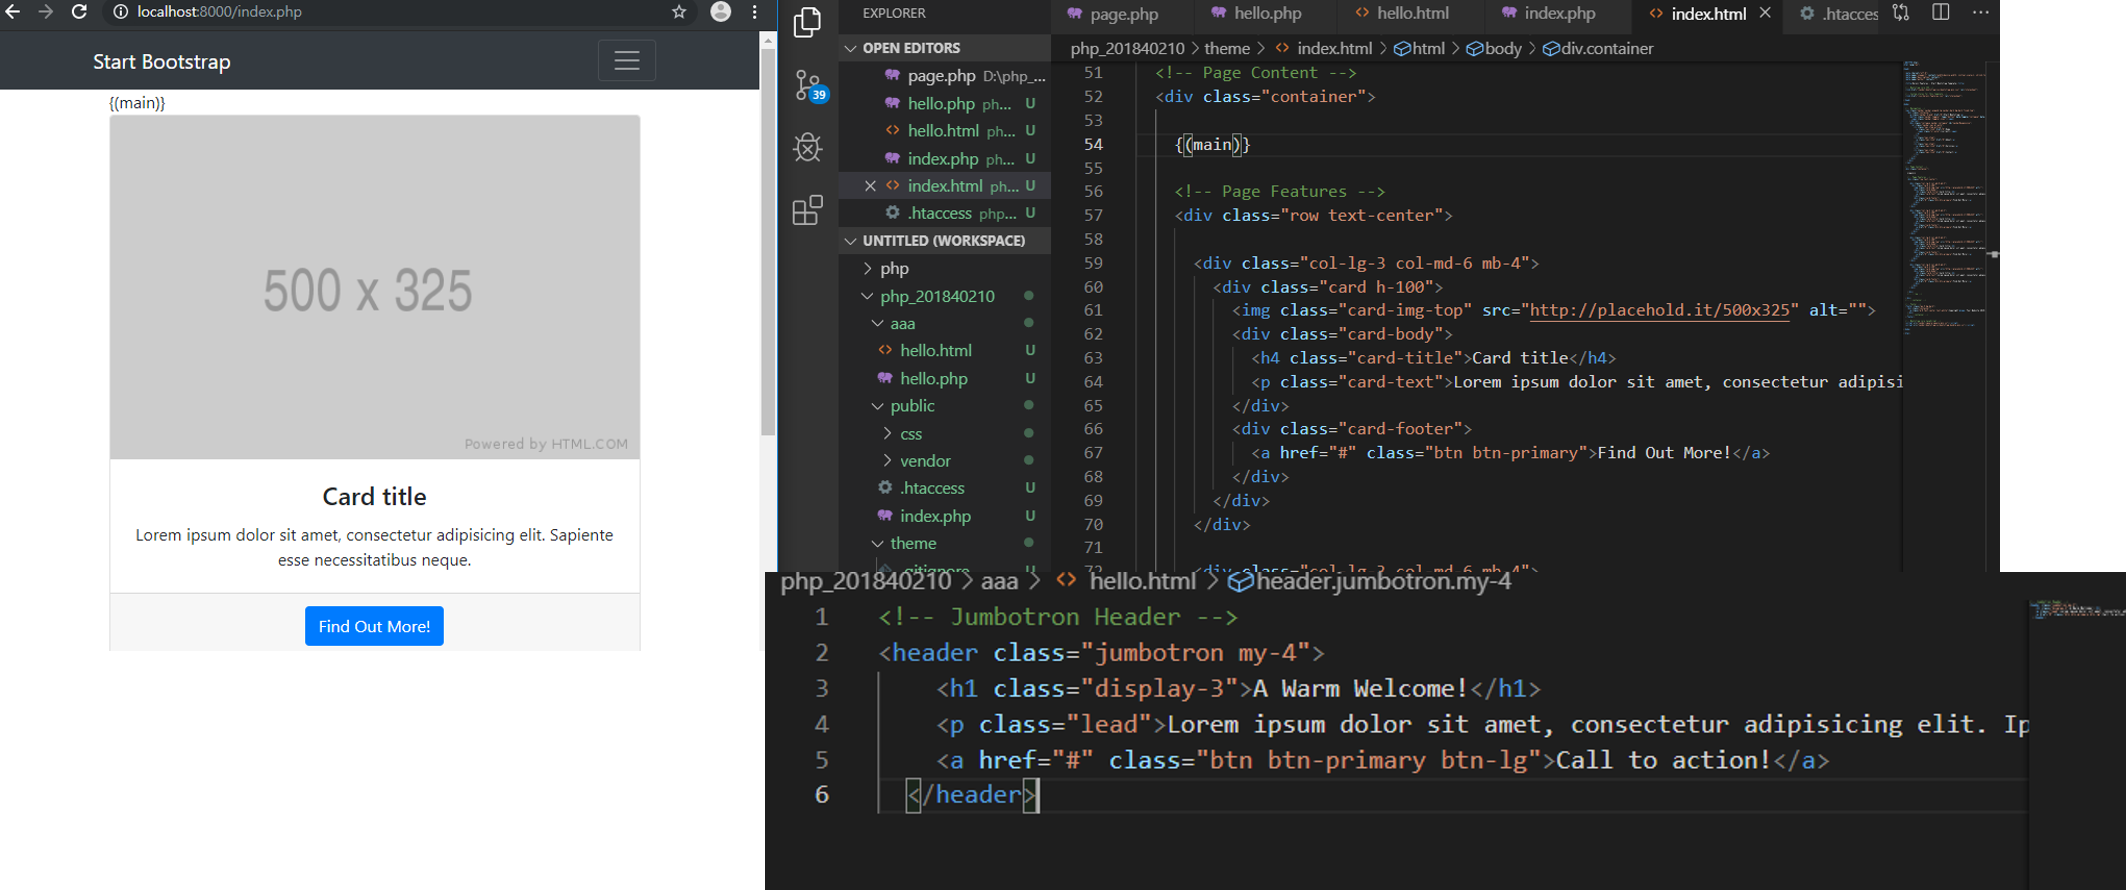 localhost:8000/index.php
Start Bootstrap
{(main)}
500 x 325
Powered by HTML.COM
Card title
Lorem ipsum dolor sit amet, consectetur adipisicing elit. Sapiente
esse necessitatibus neque.
Find Out More!
39
EXPLORER
OPEN EDITORS
page.php D:\php_...
hello.php ph... U
hello.html ph... U
index.php ph... U
index.html ph... U
.htaccess php... U
UNTITLED (WORKSPACE)
php
php_201840210
aaa
hello.html U
hello.php U
public
css
vendor
.htaccess U
index.php U
theme
.gitignore U
page.php hello.php hello.html index.php index.html .htacces
php_201840210 > theme > index.html > html > body > div.container
51 <!-- Page Content -->
52 <div class="container">
53
54 {(main)}
55
56 <!-- Page Features -->
57 <div class="row text-center">
58
59 <div class="col-lg-3 col-md-6 mb-4">
60 <div class="card h-100">
61 <img class="card-img-top" src="http://placehold.it/500x325" alt="">
62 <div class="card-body">
63 <h4 class="card-title">Card title</h4>
64 <p class="card-text">Lorem ipsum dolor sit amet, consectetur adipisi
65 </div>
66 <div class="card-footer">
67 <a href="#" class="btn btn-primary">Find Out More!</a>
68 </div>
69 </div>
70 </div>
71
72 <div class="col-lg-3 col-md-6 mb-4">
php_201840210 > aaa > hello.html > header.jumbotron.my-4
1 <!-- Jumbotron Header -->
2 <header class="jumbotron my-4">
3 <h1 class="display-3">A Warm Welcome!</h1>
4 <p class="lead">Lorem ipsum dolor sit amet, consectetur adipisicing elit. Ip
5 <a href="#" class="btn btn-primary btn-lg">Call to action!</a>
6 </header>